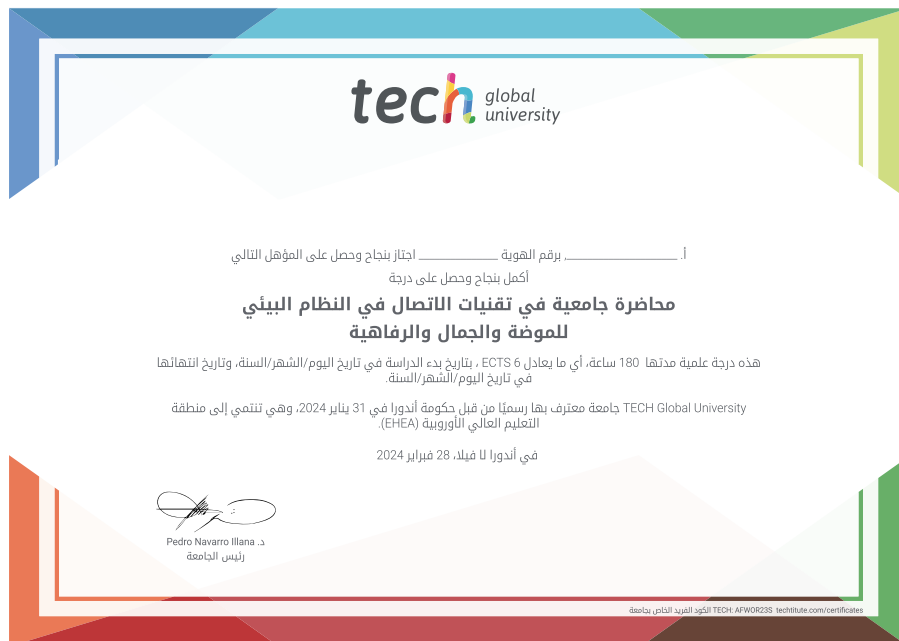 tech global university
أ. ____________________, برقم الهوية ______________ اجتاز بنجاح وحصل على المؤهل التالي
أكمل بنجاح وحصل على درجة
محاضرة جامعية في تقنيات الاتصال في النظام البيئي
للموضة والجمال والرفاهية
هذه درجة علمية مدتها 180 ساعة، أي ما يعادل 6 ECTS ، بتاريخ بدء الدراسة في تاريخ اليوم/الشهر/السنة، وتاريخ انتهائها
في تاريخ اليوم/الشهر/السنة.
TECH Global University جامعة معترف بها رسميًا من قبل حكومة أندورا في 31 يناير 2024، وهي تنتمي إلى منطقة
التعليم العالي الأوروبية (EHEA).
في أندورا لا فيلا، 28 فبراير 2024
د. Pedro Navarro Illana
رئيس الجامعة
الكود الفريد الخاص بجامعة TECH: AFWOR23S techtitute.com/certificates